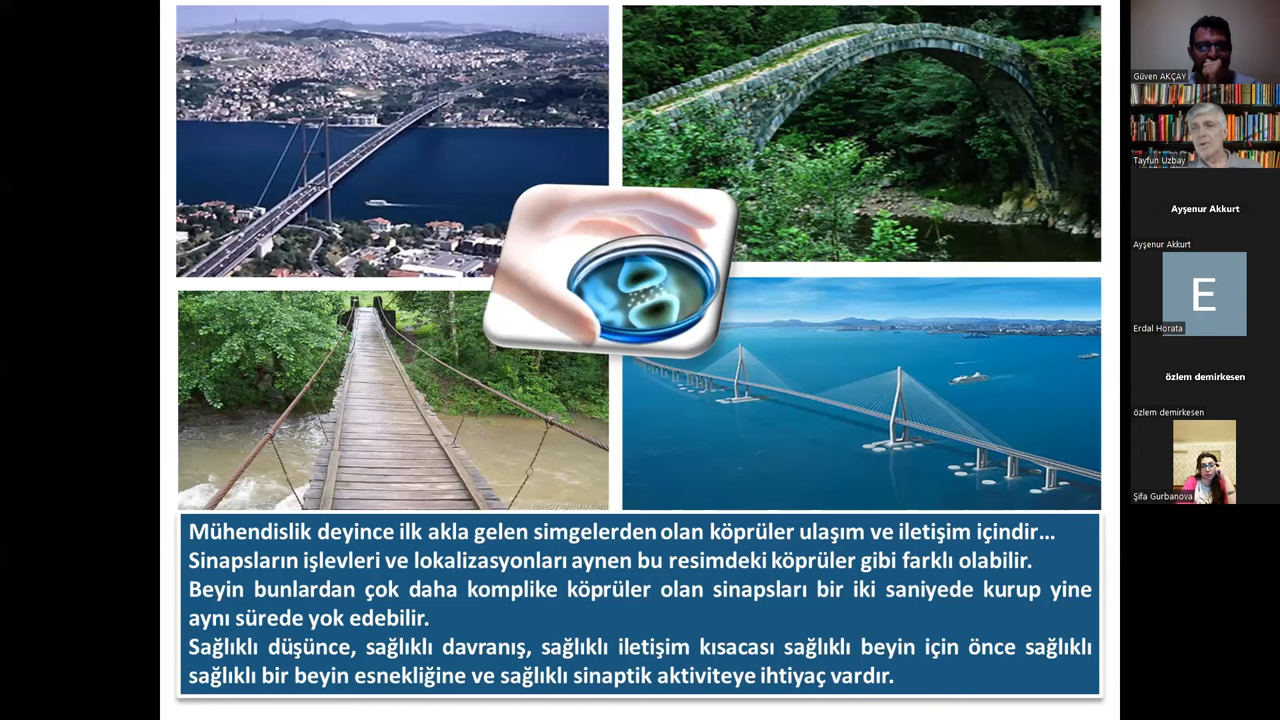 Mühendislik deyince ilk akla gelen simgelerden olan köprüler ulaşım ve iletişim içindir...
Sinapsların işlevleri ve lokalizasyonları aynen bu resimdeki köprüler gibi farklı olabilir.
Beyin bunlardan çok daha komplike köprüler olan sinapsları bir iki saniyede kurup yine
aynı sürede yok edebilir.
Sağlıklı düşünce, sağlıklı davranış, sağlıklı iletişim kısacası sağlıklı beyin için önce sağlıklı
sağlıklı bir beyin esnekliğine ve sağlıklı sinaptik aktiviteye ihtiyaç vardır.
Güven AKÇAY
Tayfun Uzbay
Ayşenur Akkurt
Ayşenur Akkurt
E
Erdal Horata
özlem demirkesen
özlem demirkesen
Şifa Gurbanova